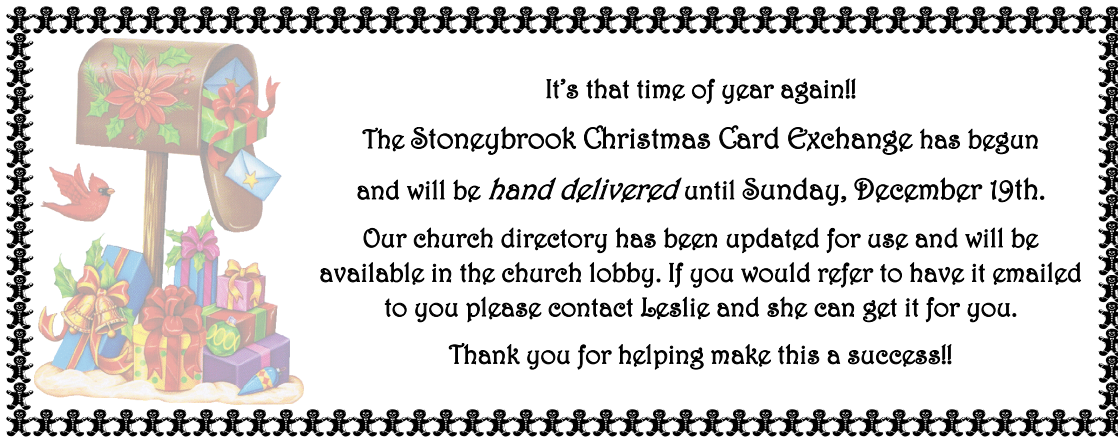 It's that time of year again!!
The Stoneybrook Christmas Card Exchange has begun
and will be hand delivered until Sunday, December 19th.
Our church directory has been updated for use and will be
available in the church lobby. If you would refer to have it emailed
to you please contact Leslie and she can get it for you.
Thank you for helping make this a success!!